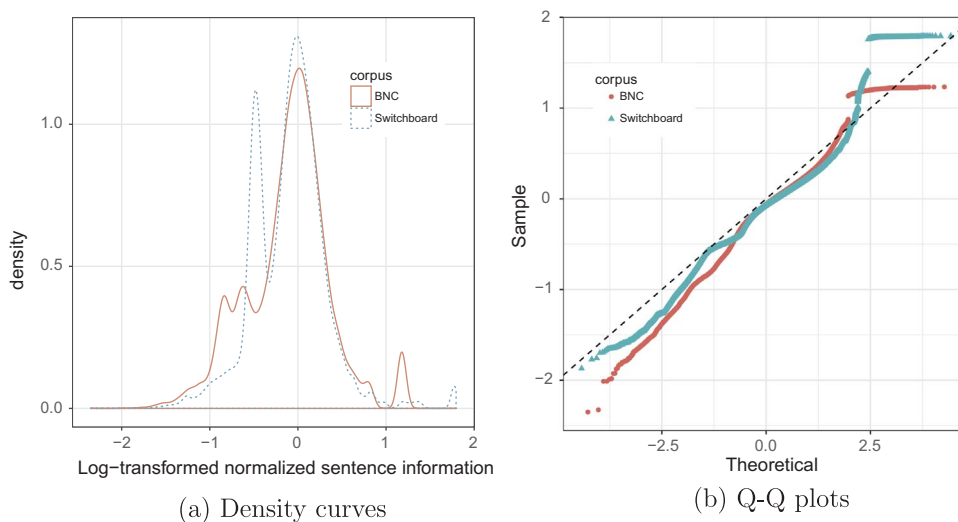 corpus
BNC
Switchboard
density
1.0
0.5
0.0
−2
−1
0
1
2
Log−transformed normalized sentence information
(a) Density curves
corpus
BNC
Switchboard
Sample
2
1
0
−1
−2
−2.5
0.0
2.5
Theoretical
(b) Q-Q plots